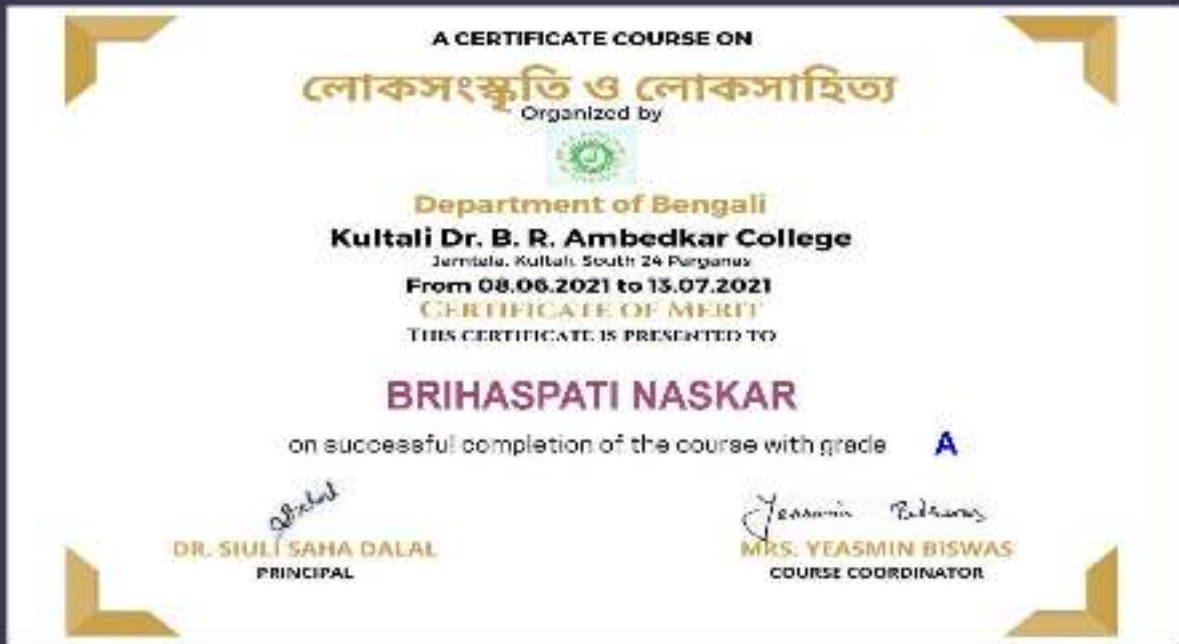 A CERTIFICATE COURSE ON
লোকসংস্কৃতি ও লোকসাহিত্য
Organized by
Department of Bengali
Kultali Dr. B. R. Ambedkar College
Jamtala, Kultali, South 24 Parganas
From 08.06.2021 to 13.07.2021
CERTIFICATE OF MERIT
THIS CERTIFICATE IS PRESENTED TO
BRIHASPATI NASKAR
on successful completion of the course with grade A
Yeasmin Biswas
DR. SIULI SAHA DALAL MRS. YEASMIN BISWAS
PRINCIPAL COURSE COORDINATOR